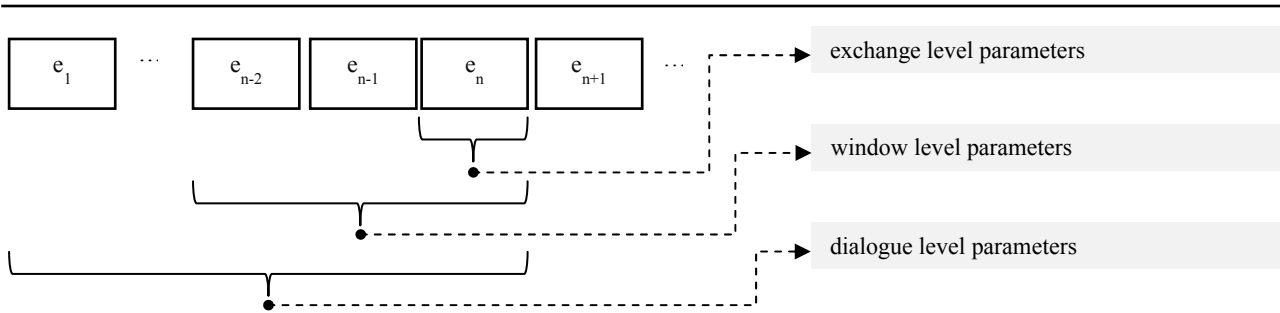 e1 … en-2 en-1 en en+1 …
exchange level parameters
window level parameters
dialogue level parameters